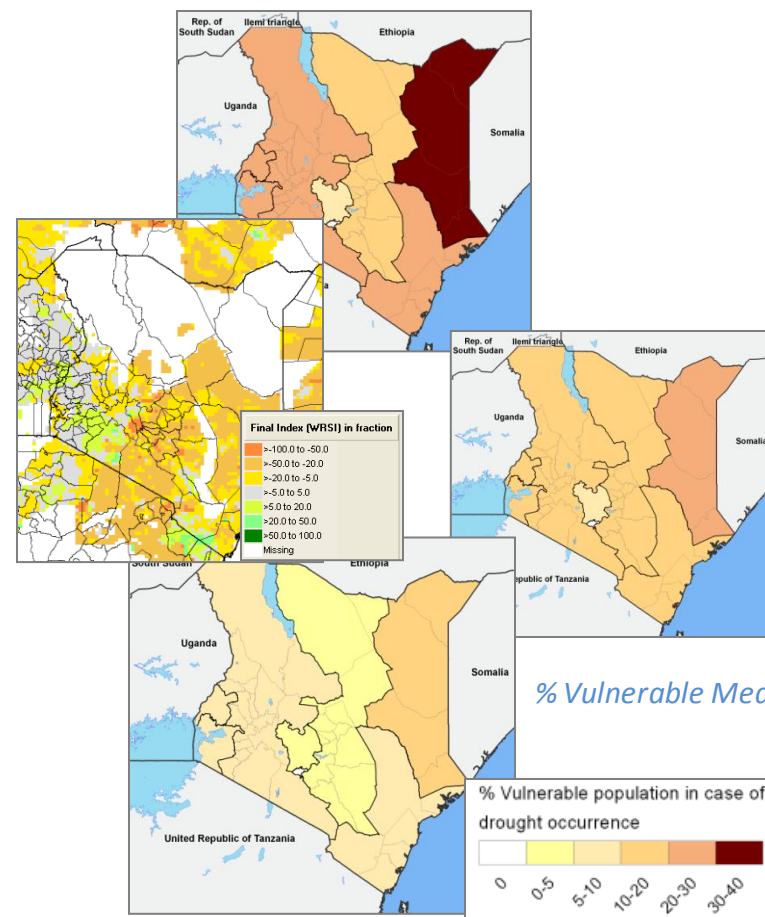 Rep. of
South Sudan
Ilemi triangle
Ethiopia
Uganda
Somalia
Final Index (WRSI) in fraction
>-100.0 to -50.0
>-50.0 to -20.0
>-20.0 to -5.0
>-5.0 to 5.0
>5.0 to 20.0
>20.0 to 50.0
>50.0 to 100.0
Missing
Rep. of
South Sudan
Ilemi triangle
Ethiopia
Uganda
Somalia
epublic of Tanzania
South Sudan
Ethiopia
Uganda
Somalia
United Republic of Tanzania
% Vulnerable Med
% Vulnerable population in case of
drought occurrence
0
0-5
5-10
10-20
20-30
30-40